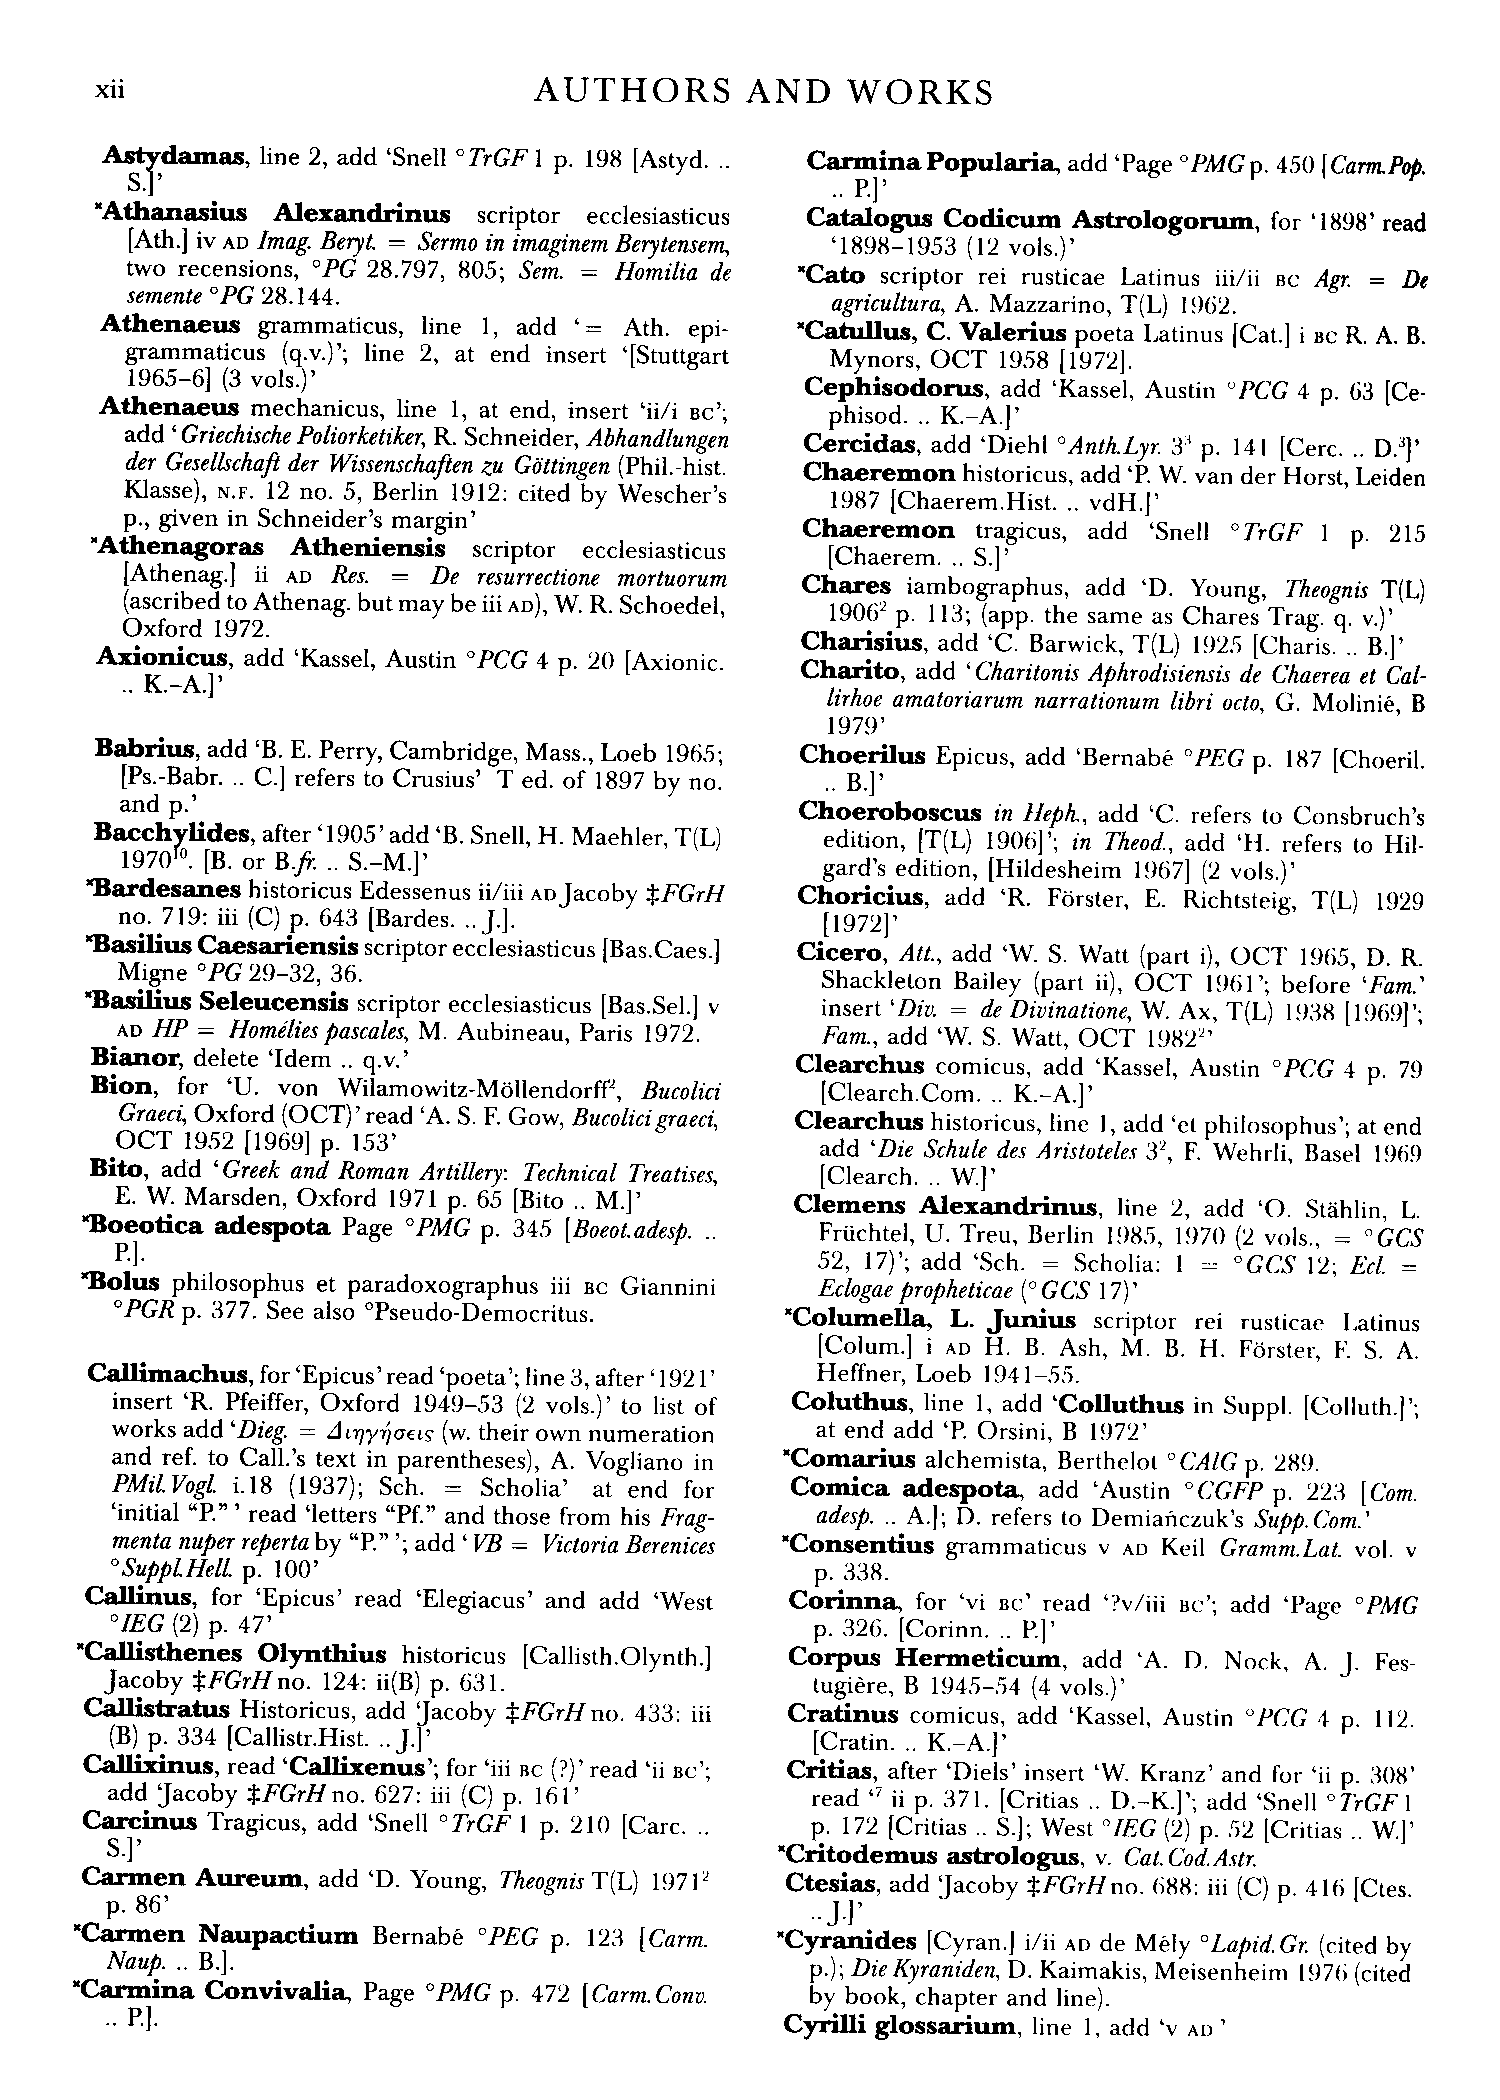 xii
AUTHORS AND WORKS
Astydamas, line 2, add ‘Snell °TrGF 1 p. 198 [Astyd. ..
S.]’
*Athanasius Alexandrinus scriptor ecclesiasticus
[Ath.] iv AD Imag. Beryt. = Sermo in imaginem Berytensem,
two recensions, °PG 28.797, 805; Sem. = Homilia de
semente °PG 28.144.
Athenaeus grammaticus, line 1, add ‘= Ath. epi-
grammaticus (q.v.)’; line 2, at end insert ‘[Stuttgart
1965–6] (3 vols.)’
Athenaeus mechanicus, line 1, at end, insert ‘ii/i BC’;
add ‘Griechische Poliorketiker, R. Schneider, Abhandlungen
der Gesellschaft der Wissenschaften zu Göttingen (Phil.-hist.
Klasse), N.F. 12 no. 5, Berlin 1912: cited by Wescher’s
p., given in Schneider’s margin’
*Athenagoras Atheniensis scriptor ecclesiasticus
[Athenag.] ii AD Res. = De resurrectione mortuorum
(ascribed to Athenag. but may be iii AD), W. R. Schoedel,
Oxford 1972.
Axionicus, add ‘Kassel, Austin °PCG 4 p. 20 [Axionic.
.. K.–A.]’
Babrius, add ‘B. E. Perry, Cambridge, Mass., Loeb 1965;
[Ps.-Babr. .. C.] refers to Crusius’ T ed. of 1897 by no.
and p.’
Bacchylides, after ‘1905’ add ‘B. Snell, H. Maehler, T(L)
1970¹⁰. [B. or B.fr. .. S.–M.]’
*Bardesanes historicus Edessenus ii/iii AD Jacoby ‡FGrH
no. 719: iii (C) p. 643 [Bardes. .. J.].
*Basilius Caesariensis scriptor ecclesiasticus [Bas.Caes.]
Migne °PG 29–32, 36.
*Basilius Seleucensis scriptor ecclesiasticus [Bas.Sel.] v
AD HP = Homélies pascales, M. Aubineau, Paris 1972.
Bianor, delete ‘Idem .. q.v.’
Bion, for ‘U. von Wilamowitz-Möllendorff², Bucolici
Graeci, Oxford (OCT)’ read ‘A. S. F. Gow, Bucolici graeci,
OCT 1952 [1969] p. 153’
Bito, add ‘Greek and Roman Artillery: Technical Treatises,
E. W. Marsden, Oxford 1971 p. 65 [Bito .. M.]’
*Boeotica adespota Page °PMG p. 345 [Boeot.adesp. ..
P.].
*Bolus philosophus et paradoxographus iii BC Giannini
°PGR p. 377. See also °Pseudo-Democritus.
Callimachus, for ‘Epicus’ read ‘poeta’; line 3, after ‘1921’
insert ‘R. Pfeiffer, Oxford 1949–53 (2 vols.)’ to list of
works add ‘Dieg. = Διηγήσεις (w. their own numeration
and ref. to Call.’s text in parentheses), A. Vogliano in
PMil.Vogl. i.18 (1937); Sch. = Scholia’ at end for
‘initial “P.” ’ read ‘letters “Pf.” and those from his Frag-
menta nuper reperta by “P.” ’; add ‘VB = Victoria Berenices
°Suppl.Hell. p. 100’
Callinus, for ‘Epicus’ read ‘Elegiacus’ and add ‘West
°IEG (2) p. 47’
*Callisthenes Olynthius historicus [Callisth.Olynth.]
Jacoby ‡FGrH no. 124: ii(B) p. 631.
Callistratus Historicus, add ‘Jacoby ‡FGrH no. 433: iii
(B) p. 334 [Callistr.Hist. .. J.]’
Callixinus, read ‘Callixenus’; for ‘iii BC (?)’ read ‘ii BC’;
add ‘Jacoby ‡FGrH no. 627: iii (C) p. 161’
Carcinus Tragicus, add ‘Snell °TrGF 1 p. 210 [Carc. ..
S.]’
Carmen Aureum, add ‘D. Young, Theognis T(L) 1971²
p. 86’
*Carmen Naupactium Bernabé °PEG p. 123 [Carm.
Naup. .. B.].
*Carmina Convivalia, Page °PMG p. 472 [Carm.Conv.
.. P.].
Carmina Popularia, add ‘Page °PMG p. 450 [Carm.Pop.
.. P.]’
Catalogus Codicum Astrologorum, for ‘1898’ read
‘1898–1953 (12 vols.)’
*Cato scriptor rei rusticae Latinus iii/ii BC Agr. = De
agricultura, A. Mazzarino, T(L) 1962.
*Catullus, C. Valerius poeta Latinus [Cat.] i BC R. A. B.
Mynors, OCT 1958 [1972].
Cephisodorus, add ‘Kassel, Austin °PCG 4 p. 63 [Ce-
phisod. .. K.–A.]’
Cercidas, add ‘Diehl °Anth.Lyr. 3³ p. 141 [Cerc. .. D.³]’
Chaeremon historicus, add ‘P. W. van der Horst, Leiden
1987 [Chaerem.Hist. .. vdH.]’
Chaeremon tragicus, add ‘Snell °TrGF 1 p. 215
[Chaerem. .. S.]’
Chares iambographus, add ‘D. Young, Theognis T(L)
1906² p. 113; (app. the same as Chares Trag. q. v.)’
Charisius, add ‘C. Barwick, T(L) 1925 [Charis. .. B.]’
Charito, add ‘Charitonis Aphrodisiensis de Chaerea et Cal-
lirhoe amatoriarum narrationum libri octo, G. Molinié, B
1979’
Choerilus Epicus, add ‘Bernabé °PEG p. 187 [Choeril.
.. B.]’
Choeroboscus in Heph., add ‘C. refers to Consbruch’s
edition, [T(L) 1906]’; in Theod., add ‘H. refers to Hil-
gard’s edition, [Hildesheim 1967] (2 vols.)’
Choricius, add ‘R. Förster, E. Richtsteig, T(L) 1929
[1972]’
Cicero, Att., add ‘W. S. Watt (part i), OCT 1965, D. R.
Shackleton Bailey (part ii), OCT 1961’; before ‘Fam.’
insert ‘Div. = de Divinatione, W. Ax, T(L) 1938 [1969]’;
Fam., add ‘W. S. Watt, OCT 1982²’
Clearchus comicus, add ‘Kassel, Austin °PCG 4 p. 79
[Clearch.Com. .. K.–A.]’
Clearchus historicus, line 1, add ‘et philosophus’; at end
add ‘Die Schule des Aristoteles 3², F. Wehrli, Basel 1969
[Clearch. .. W.]’
Clemens Alexandrinus, line 2, add ‘O. Stählin, L.
Früchtel, U. Treu, Berlin 1985, 1970 (2 vols., = °GCS
52, 17)’; add ‘Sch. = Scholia: 1 = °GCS 12; Ecl. =
Eclogae propheticae (°GCS 17)’
*Columella, L. Junius scriptor rei rusticae Latinus
[Colum.] i AD H. B. Ash, M. B. H. Förster, F. S. A.
Heffner, Loeb 1941–55.
Coluthus, line 1, add ‘Colluthus in Suppl. [Colluth.]’;
at end add ‘P. Orsini, B 1972’
*Comarius alchemista, Berthelot °CAlG p. 289.
Comica adespota, add ‘Austin °CGFP p. 223 [Com.
adesp. .. A.]; D. refers to Demiańczuk’s Supp.Com.’
*Consentius grammaticus v AD Keil Gramm.Lat. vol. v
p. 338.
Corinna, for ‘vi BC’ read ‘?v/iii BC’; add ‘Page °PMG
p. 326. [Corinn. .. P.]’
Corpus Hermeticum, add ‘A. D. Nock, A. J. Fes-
tugière, B 1945–54 (4 vols.)’
Cratinus comicus, add ‘Kassel, Austin °PCG 4 p. 112.
[Cratin. .. K.–A.]’
Critias, after ‘Diels’ insert ‘W. Kranz’ and for ‘ii p. 308’
read ‘⁷ ii p. 371. [Critias .. D.–K.]’; add ‘Snell °TrGF 1
p. 172 [Critias .. S.]; West °IEG (2) p. 52 [Critias .. W.]’
*Critodemus astrologus, v. Cat.Cod.Astr.
Ctesias, add ‘Jacoby ‡FGrH no. 688: iii (C) p. 416 [Ctes.
.. J.]’
*Cyranides [Cyran.] i/ii AD de Mély °Lapid.Gr. (cited by
p.); Die Kyraniden, D. Kaimakis, Meisenheim 1976 (cited
by book, chapter and line).
Cyrilli glossarium, line 1, add ‘v AD ’